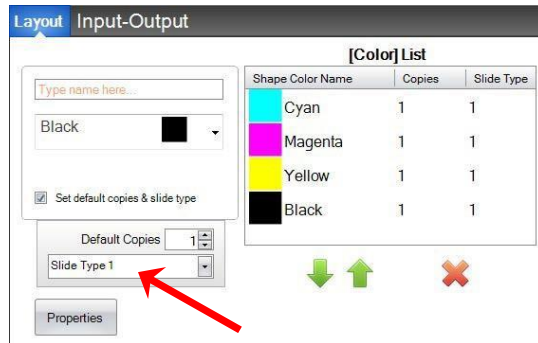 Layout Input-Output
[Color] List
Type name here...
Black
Set default copies & slide type
Default Copies 1
Slide Type 1
Properties
Shape Color Name Copies Slide Type
Cyan 1 1
Magenta 1 1
Yellow 1 1
Black 1 1